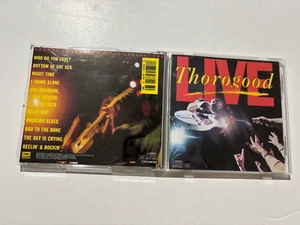 WHO DO YOU LOVE?
BOTTOM OF THE SEA
NIGHT TIME
I DRINK ALONE
ONE BOURBON,
ONE SCOTCH,
ONE BEER
MADISON BLUES
BAD TO THE BONE
THE SKY IS CRYING
REELIN' & ROCKIN'
LIVE
Thorogood